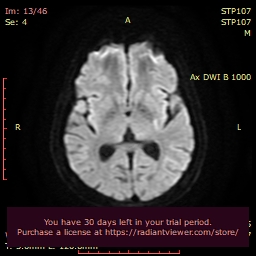 Im: 13/46
Se: 4
A
STP107
STP107
M
Ax DWI B 1000
R
L
You have 30 days left in your trial period.
Purchase a license at https://radiantviewer.com/store/